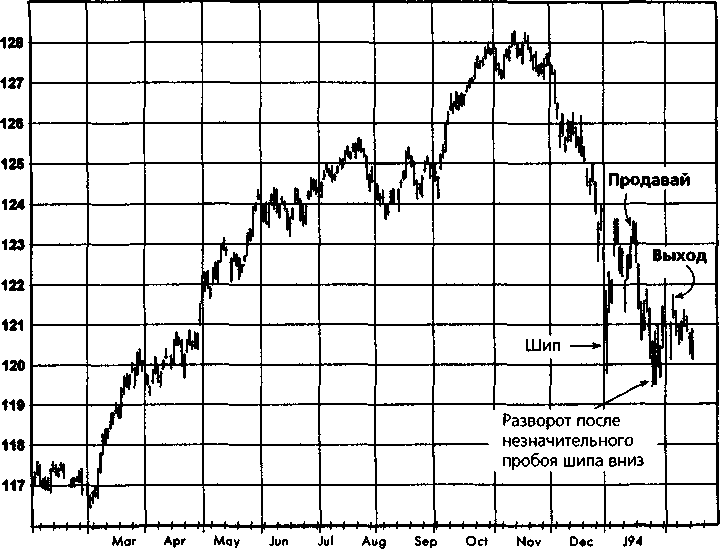 128
127
126
125
124
123
122
121
120
119
118
117
Продавай
Выход
Шип
Разворот после
незначительного
пробоя шипа вниз
Mar Apr May Jun Jul Aug Sep Oct Nov Dec J94